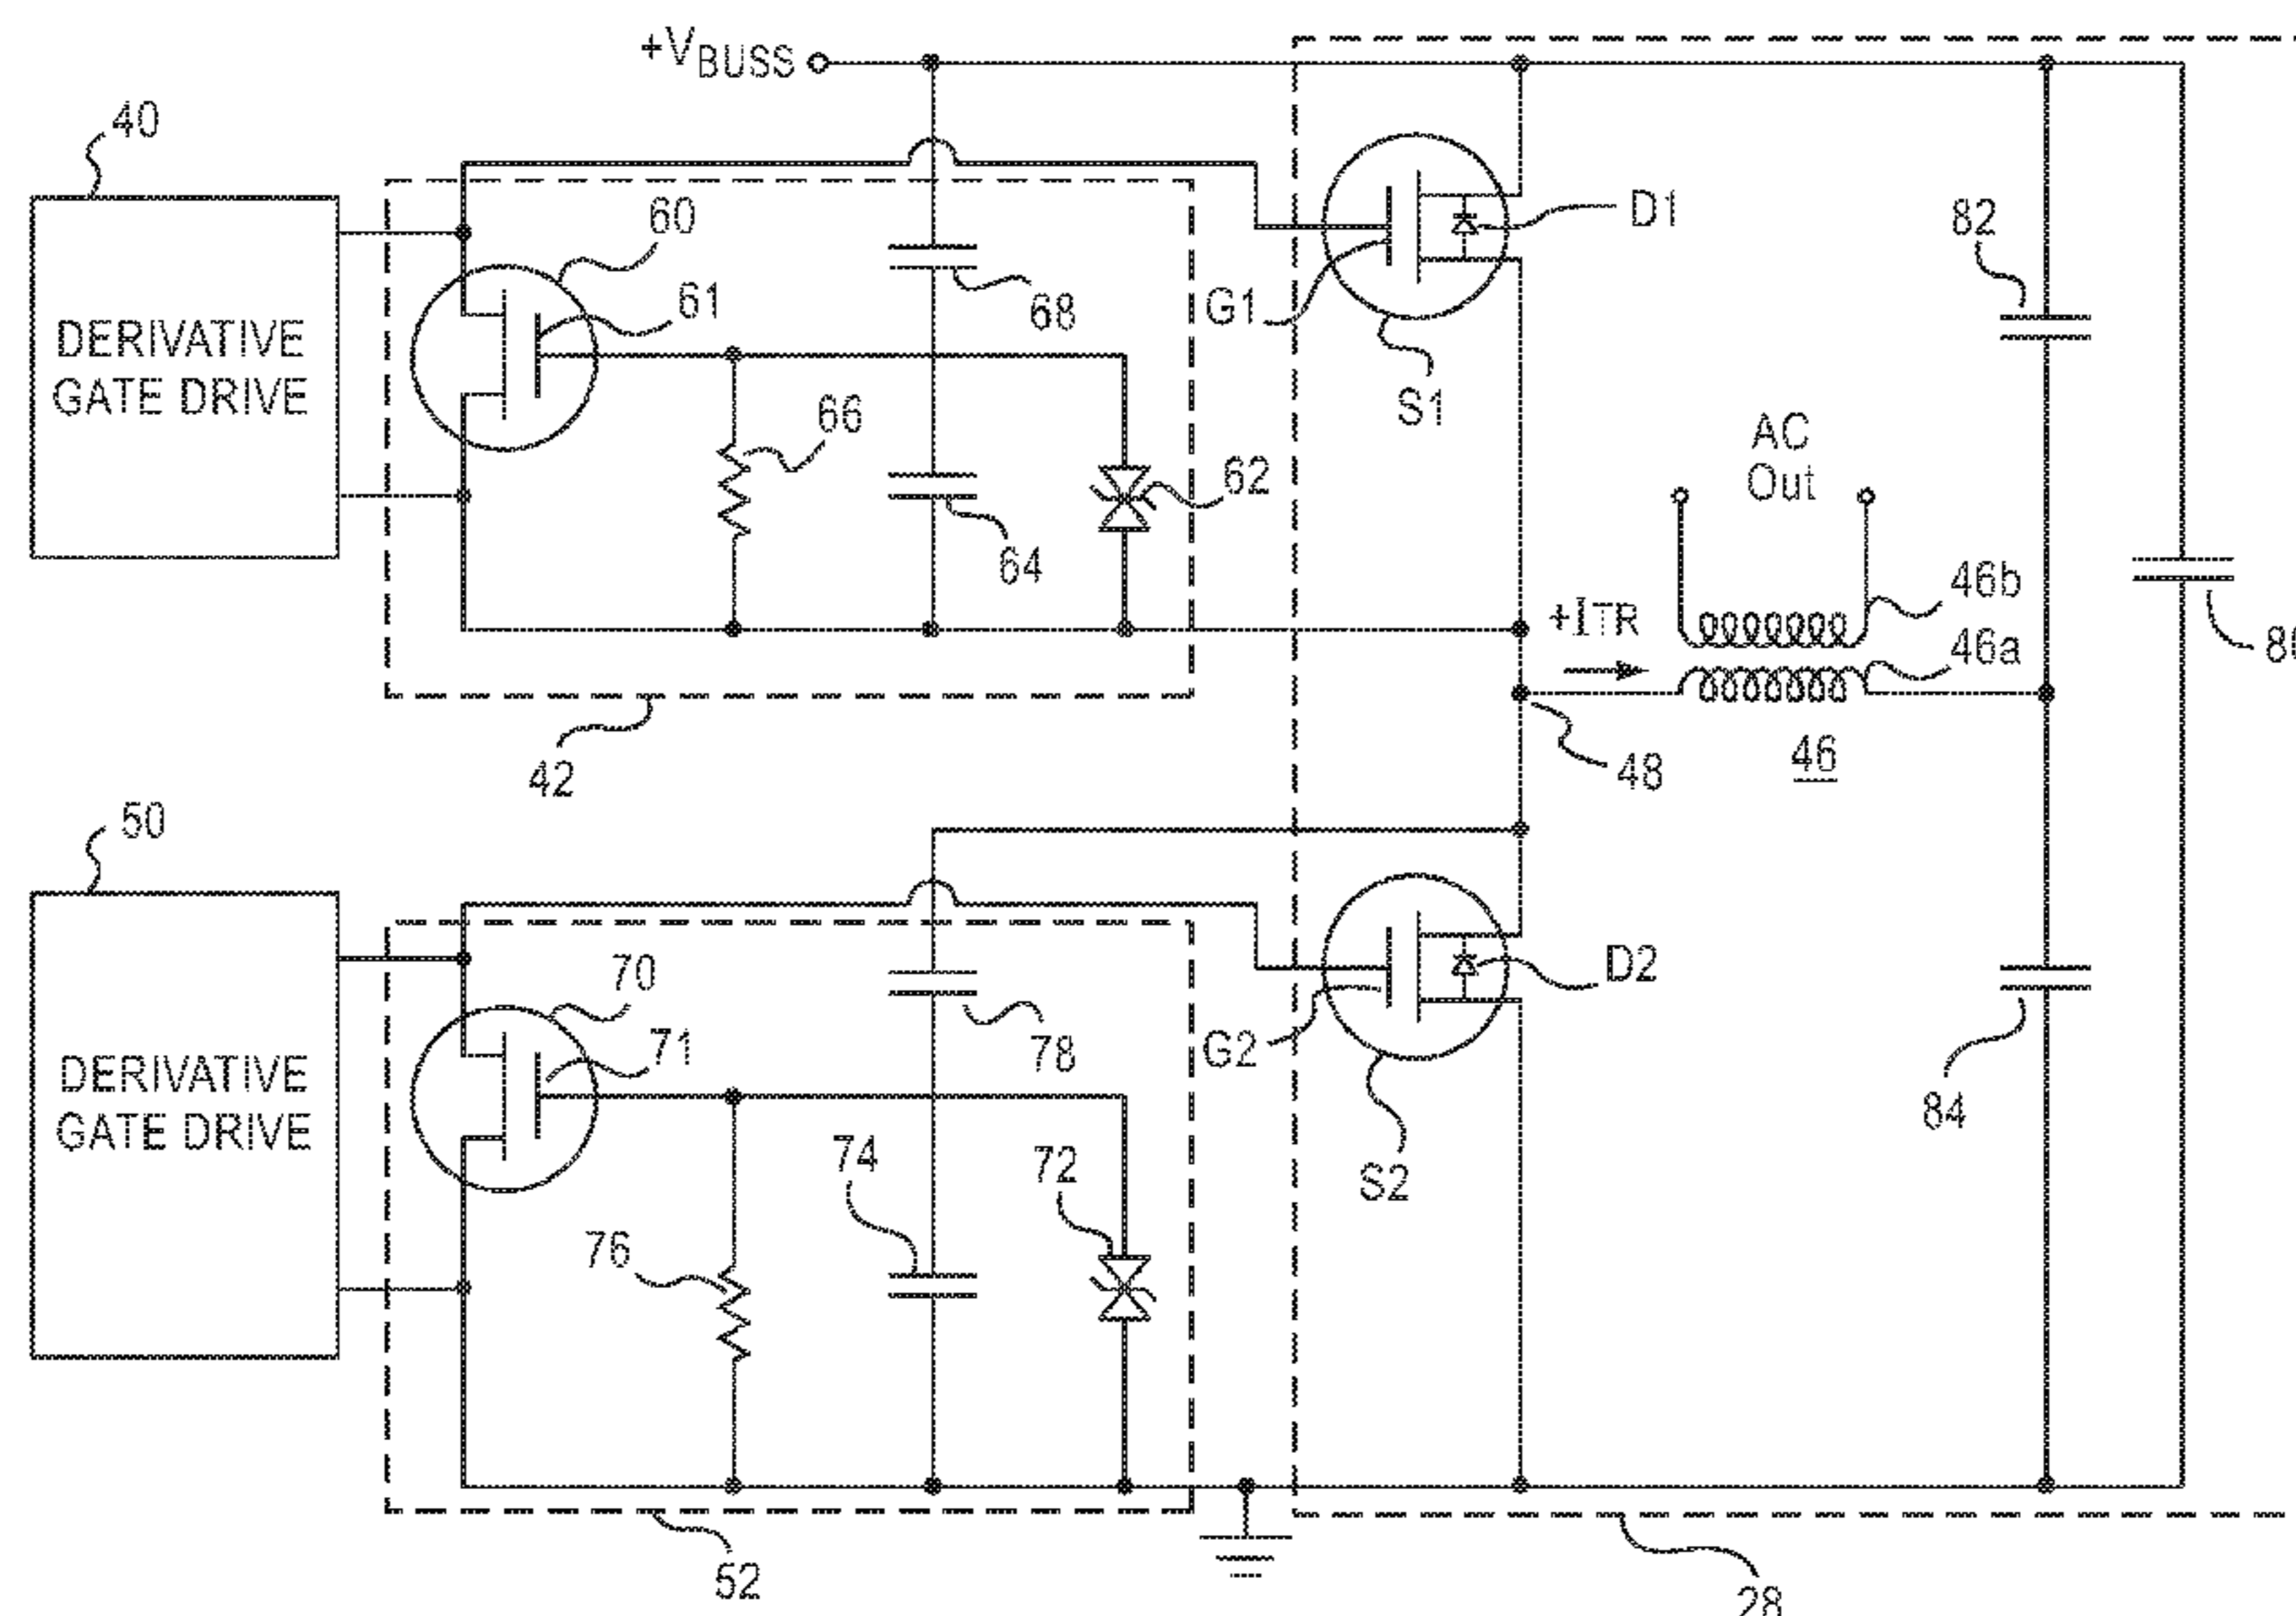 +VBUSS
40
DERIVATIVE
GATE DRIVE
60
61
66
68
64
62
42
G1
S1
D1
82
AC
Out
46b
46a
+ITR
48
46
50
DERIVATIVE
GATE DRIVE
70
71
78
76
74
72
52
G2
S2
D2
84
28